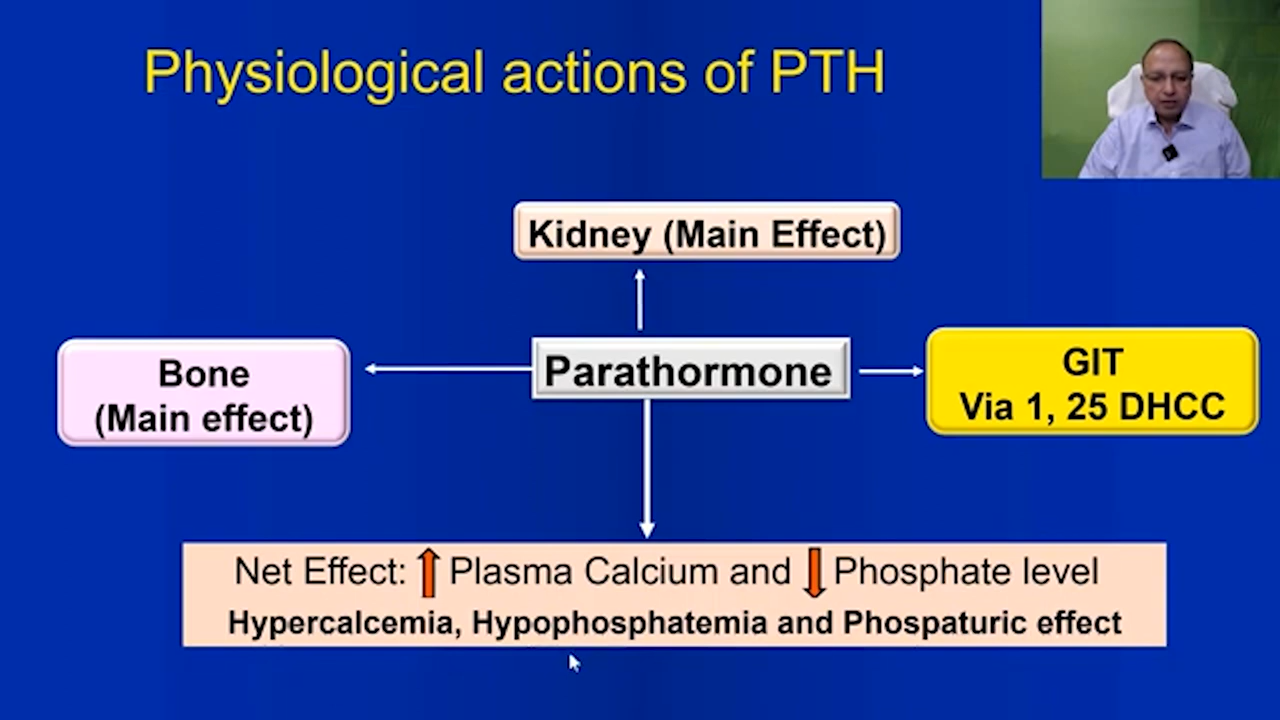 Physiological actions of PTH
Kidney (Main Effect)
Bone
(Main effect)
Parathormone
GIT
Via 1, 25 DHCC
Net Effect: Plasma Calcium and Phosphate level
Hypercalcemia, Hypophosphatemia and Phospaturic effect